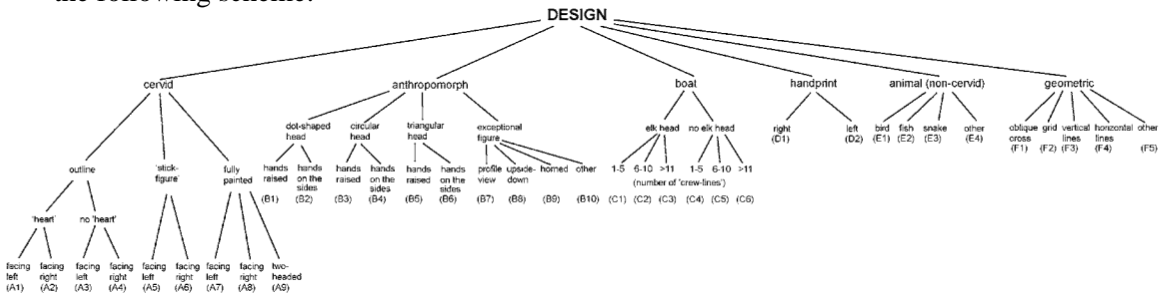 the following scheme:
DESIGN
cervid anthropomorph boat handprint animal (non-cervid) geometric
dot-shaped head
circular head
triangular head
exceptional figure
elk head no elk head
right (D1)
left (D2)
bird (E1)
fish (E2)
snake (E3)
other (E4)
oblique cross (F1)
grid (F2)
vertical lines (F3)
horizontal lines (F4)
other (F5)
outline
'stick-figure'
fully painted
hands raised (B1)
hands on the sides (B2)
hands raised (B3)
hands on the sides (B4)
hands raised (B5)
hands on the sides (B6)
profile view (B7)
upside-down (B8)
horned (B9)
other (B10)
1-5 6-10 >11 1-5 6-10 >11
(number of 'crew-lines')
(C1) (C2) (C3) (C4) (C5) (C6)
'heart' no 'heart'
facing left (A1)
facing right (A2)
facing left (A3)
facing right (A4)
facing left (A5)
facing right (A6)
facing left (A7)
facing right (A8)
two-headed (A9)